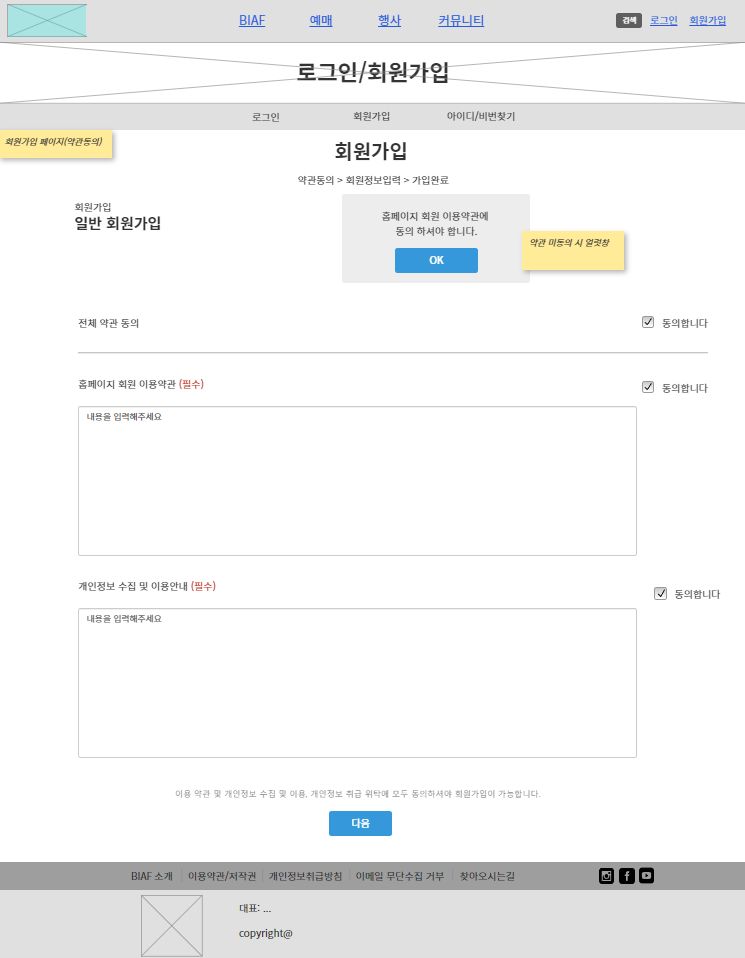 BIAF 예매 행사 커뮤니티 검색 로그인 회원가입
로그인/회원가입
로그인 회원가입 아이디/비번찾기
회원가입 페이지(약관동의)
회원가입
약관동의 > 회원정보입력 > 가입완료
회원가입
일반 회원가입
홈페이지 회원 이용약관에
동의 하셔야 합니다.
OK
약관 미동의 시 얼럿창
전체 약관 동의 동의합니다
홈페이지 회원 이용약관 (필수) 동의합니다
내용을 입력해주세요
개인정보 수집 및 이용안내 (필수) 동의합니다
내용을 입력해주세요
이용 약관 및 개인정보 수집 및 이용, 개인정보 취급 위탁에 모두 동의하셔야 회원가입이 가능합니다.
다음
BIAF 소개 이용약관/저작권 개인정보취급방침 이메일 무단수집 거부 찾아오시는길
대표: ...
copyright@